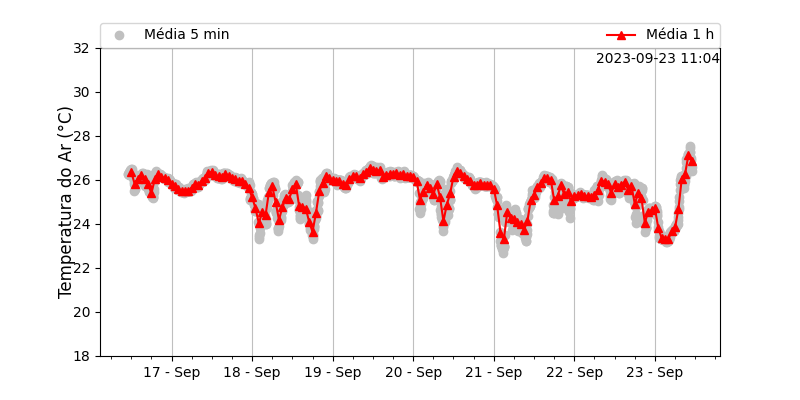 Média 5 min
Média 1 h
2023-09-23 11:04
Temperatura do Ar (°C)
32
30
28
26
24
22
20
18
17 - Sep
18 - Sep
19 - Sep
20 - Sep
21 - Sep
22 - Sep
23 - Sep